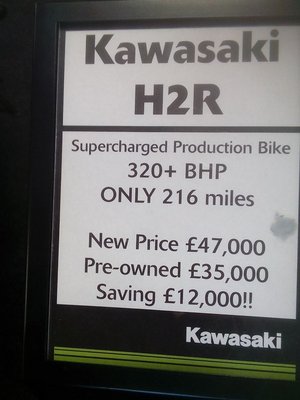 Kawasaki
H2R
Supercharged Production Bike
320+ BHP
ONLY 216 miles
New Price £47,000
Pre-owned £35,000
Saving £12,000!!
Kawasaki